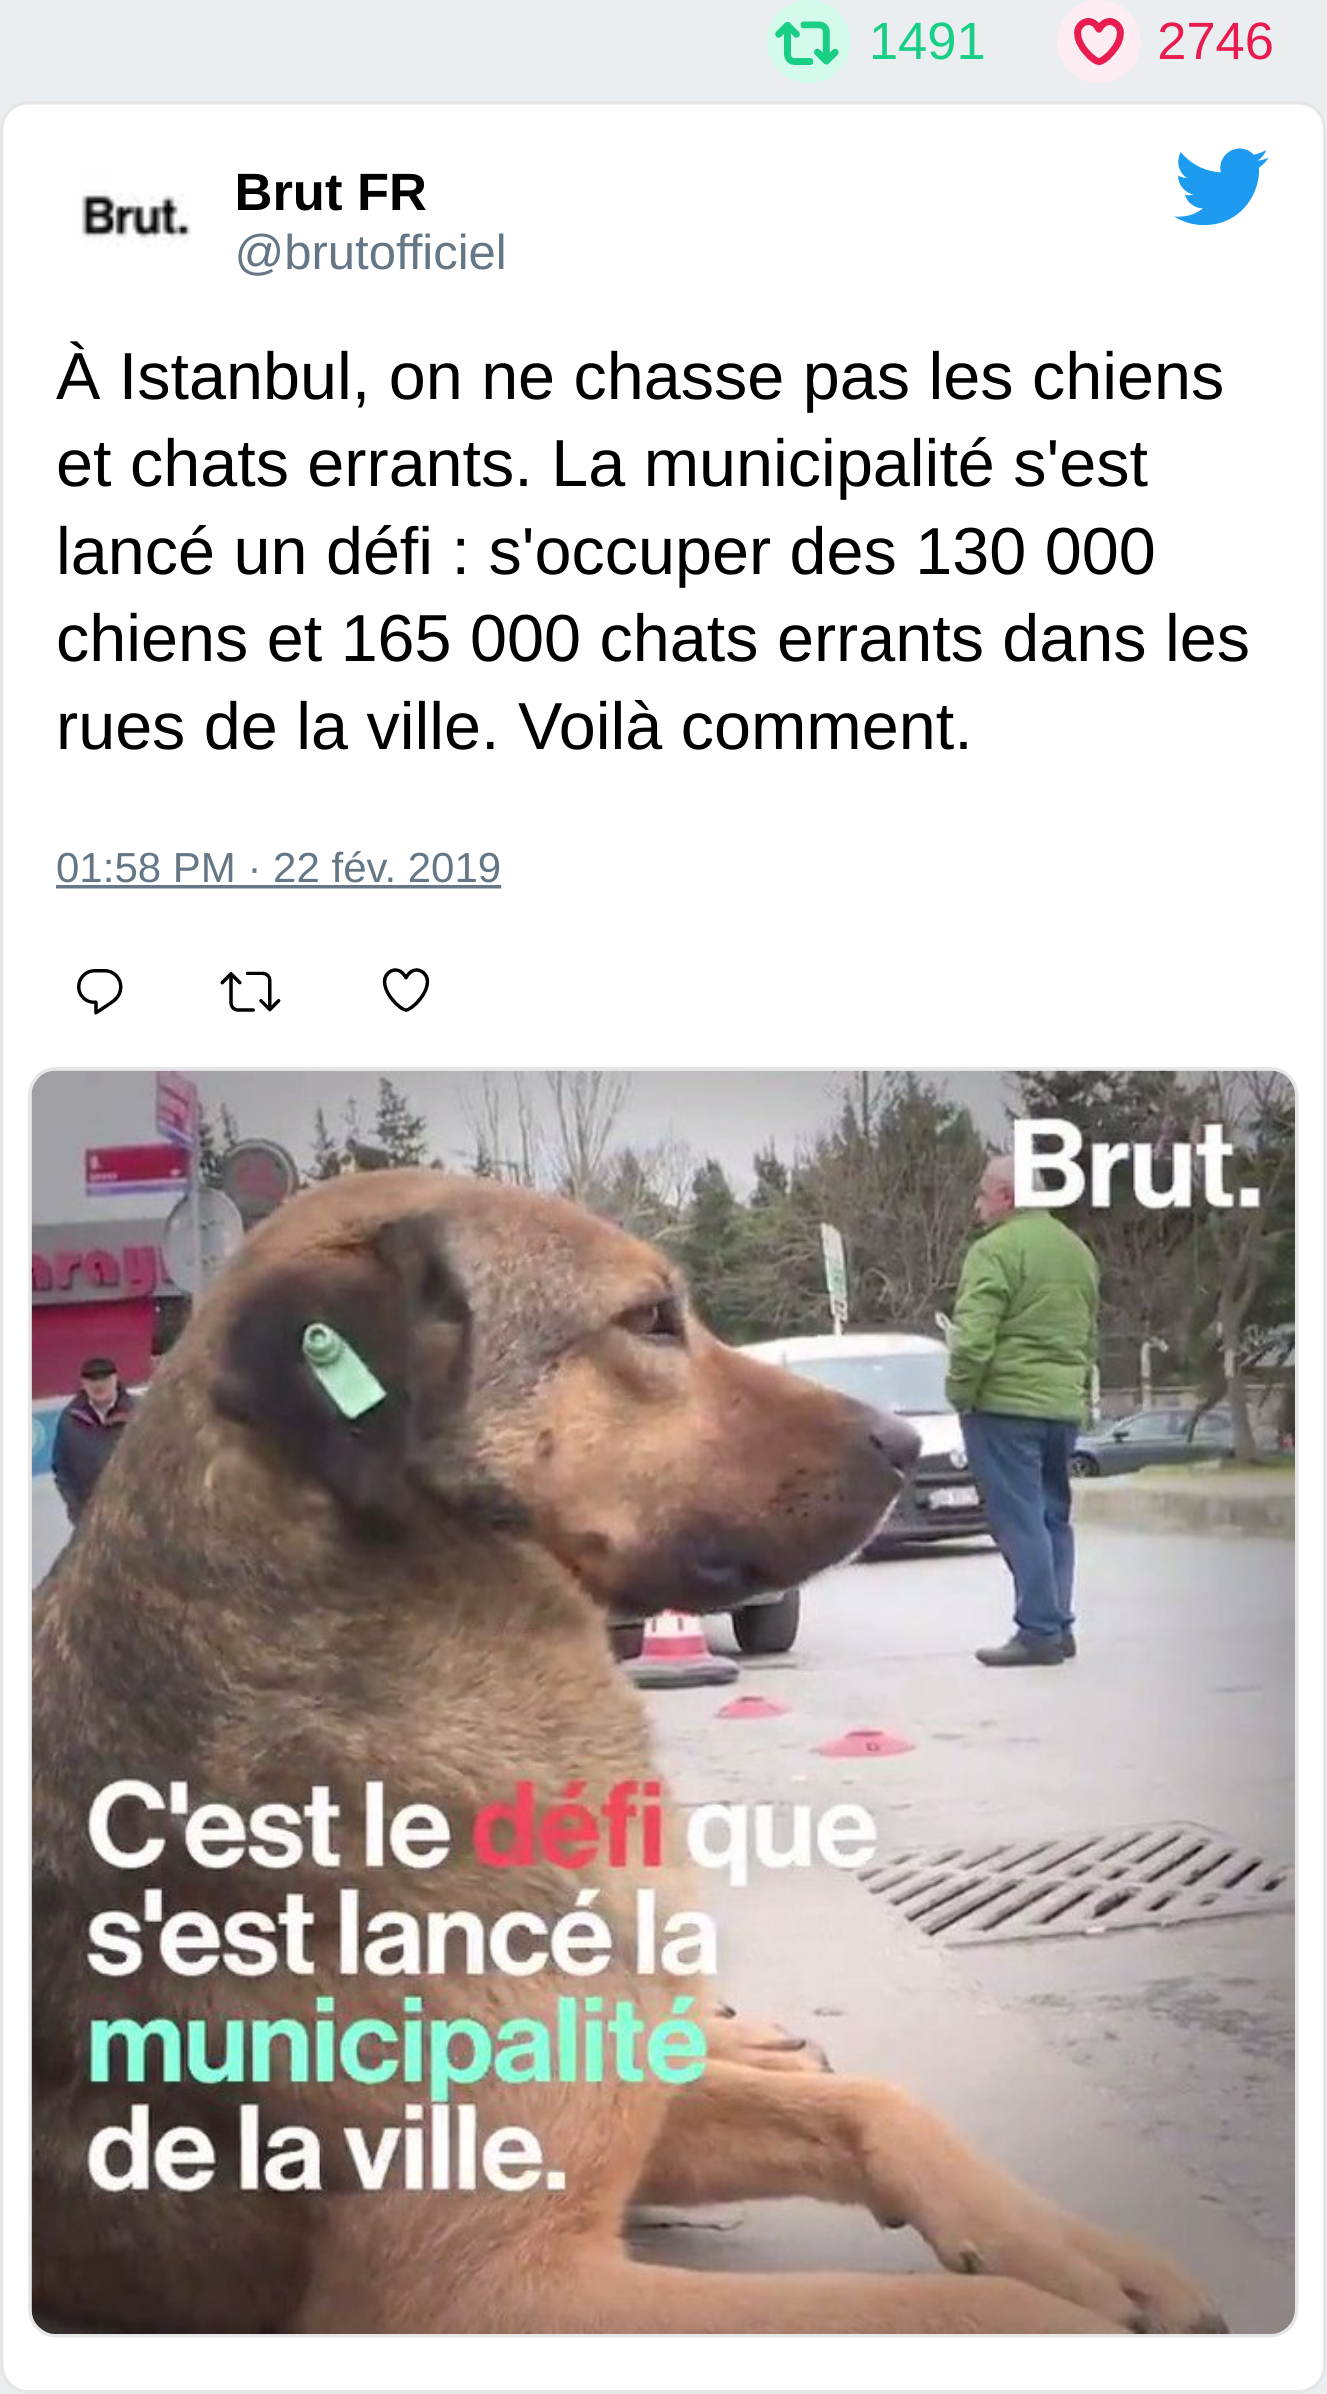 1491 2746
Brut.
Brut FR
@brutofficiel
À Istanbul, on ne chasse pas les chiens
et chats errants. La municipalité s'est
lancé un défi : s'occuper des 130 000
chiens et 165 000 chats errants dans les
rues de la ville. Voilà comment.
01:58 PM · 22 fév. 2019
Brut.
C'est le défi que
s'est lancé la
municipalité
de la ville.